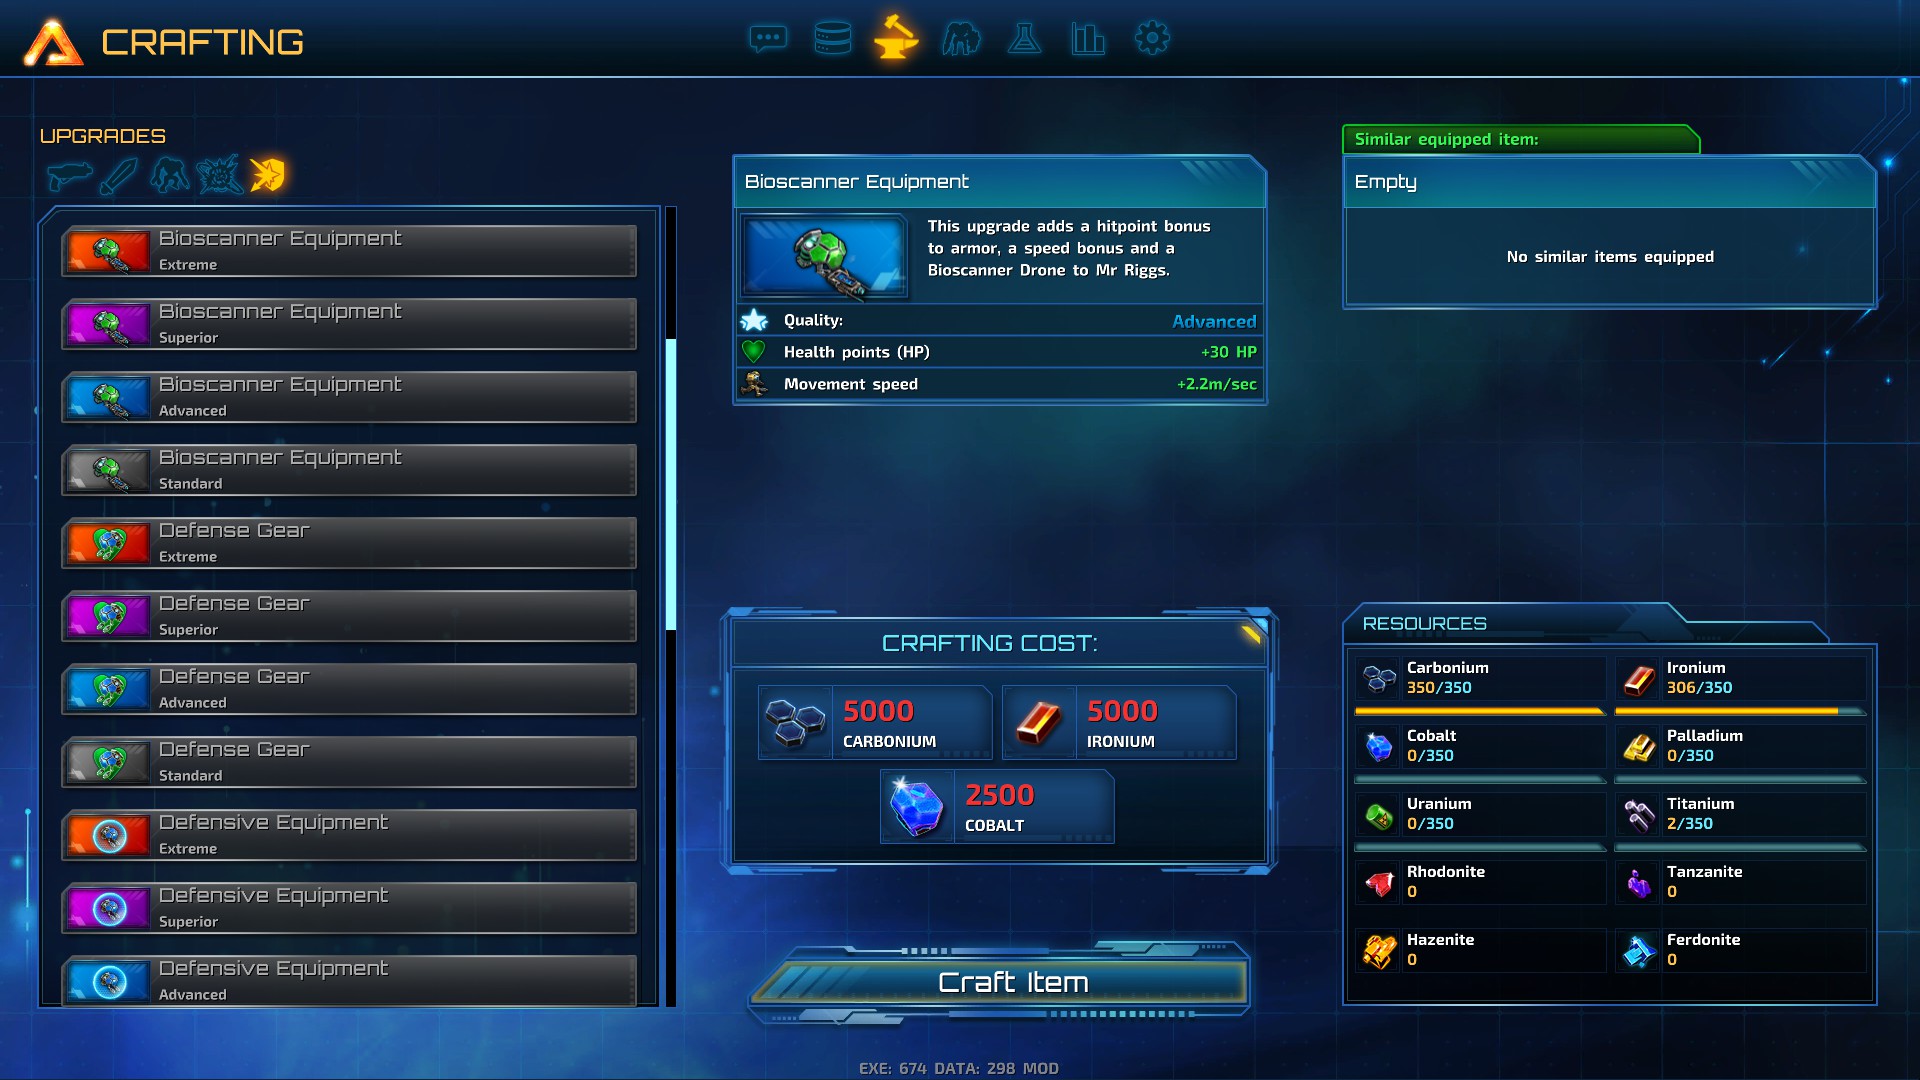 CRAFTING
UPGRADES
Bioscanner Equipment
Extreme
Bioscanner Equipment
Superior
Bioscanner Equipment
Advanced
Bioscanner Equipment
Standard
Defense Gear
Extreme
Defense Gear
Superior
Defense Gear
Advanced
Defense Gear
Standard
Defensive Equipment
Extreme
Defensive Equipment
Superior
Defensive Equipment
Advanced
Bioscanner Equipment
This upgrade adds a hitpoint bonus
to armor, a speed bonus and a
Bioscanner Drone to Mr Riggs.
Quality: Advanced
Health points (HP) +30 HP
Movement speed +2.2m/sec
Similar equipped item:
Empty
No similar items equipped
CRAFTING COST:
5000
CARBONIUM
5000
IRONIUM
2500
COBALT
Craft Item
RESOURCES
Carbonium
350/350
Ironium
306/350
Cobalt
0/350
Palladium
0/350
Uranium
0/350
Titanium
2/350
Rhodonite
0
Tanzanite
0
Hazenite
0
Ferdonite
0
EXE: 674 DATA: 298 MOD